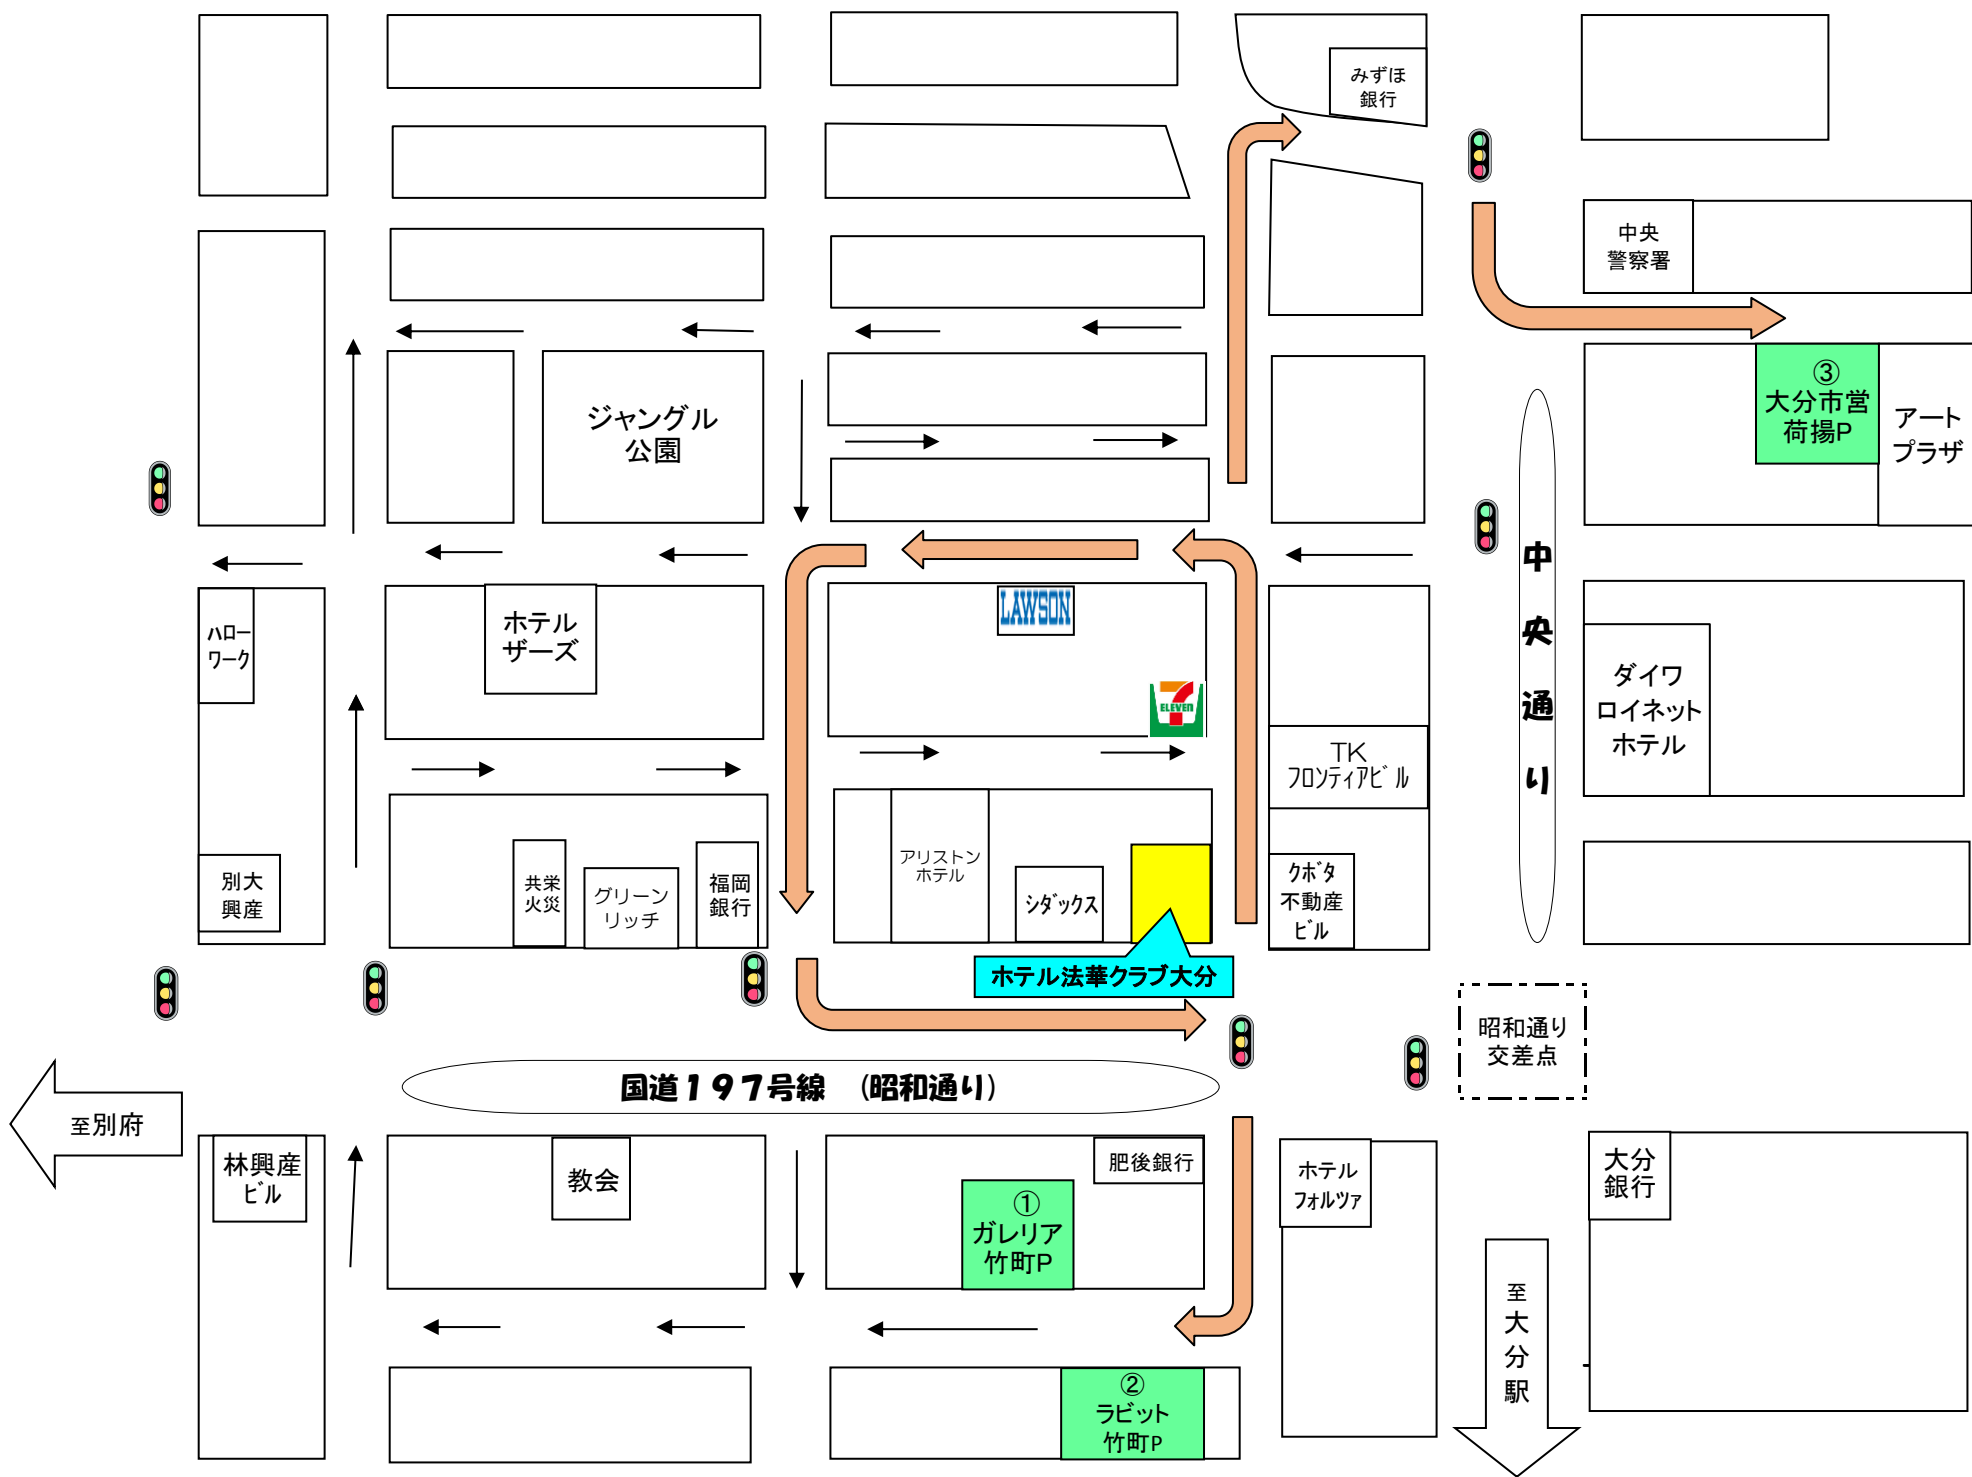 みずほ
銀行
中央
警察署
③
大分市営
荷揚P
アート
プラザ
ジャングル
公園
中央通り
ハロー
ワーク
ホテル
ザーズ
LAWSON
7
ELEVEn
TK
フロンティアビル
ダイワ
ロイネット
ホテル
別大
興産
共栄
火災
グリーン
リッチ
福岡
銀行
アリストン
ホテル
シダックス
クボタ
不動産
ビル
ホテル法華クラブ大分
昭和通り
交差点
国道197号線 (昭和通り)
至別府
林興産
ビル
教会
肥後銀行
①
ガレリア
竹町P
ホテル
フォルツァ
大分
銀行
至大分駅
②
ラビット
竹町P